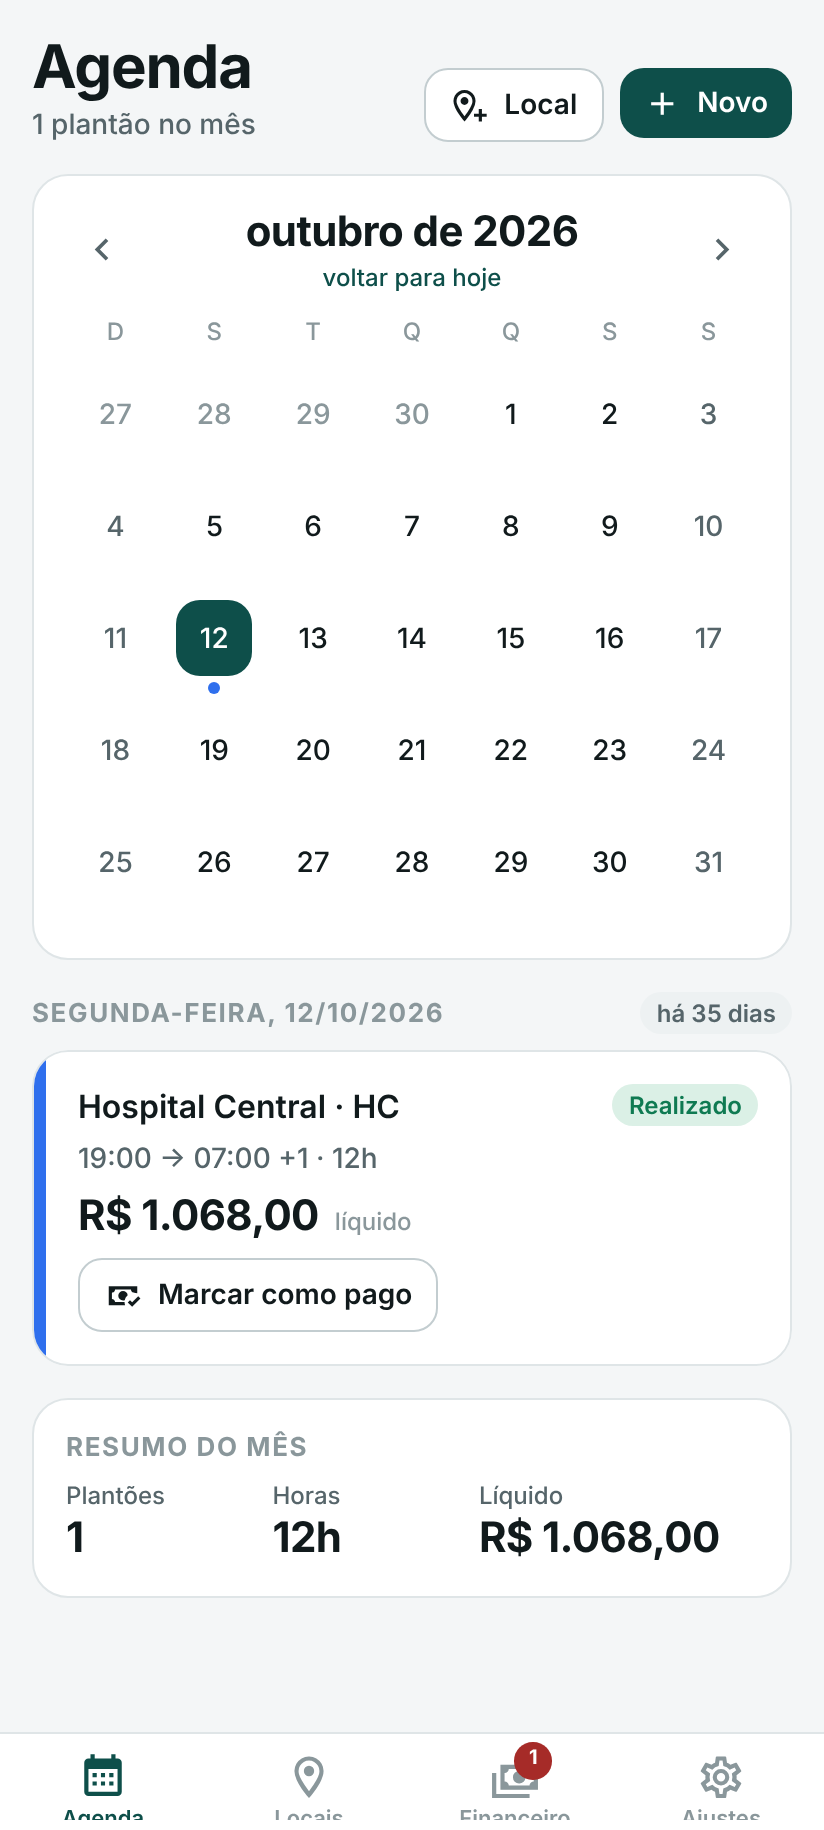 Agenda
1 plantão no mês
Local
Novo
outubro de 2026
voltar para hoje
D S T Q Q S S
27 28 29 30 1 2 3
4 5 6 7 8 9 10
11 12 13 14 15 16 17
18 19 20 21 22 23 24
25 26 27 28 29 30 31
SEGUNDA-FEIRA, 12/10/2026
há 35 dias
Hospital Central · HC
Realizado
19:00 → 07:00 +1 · 12h
R$ 1.068,00 líquido
Marcar como pago
RESUMO DO MÊS
Plantões Horas Líquido
1 12h R$ 1.068,00
1
Agenda Locais Financeiro Ajustes